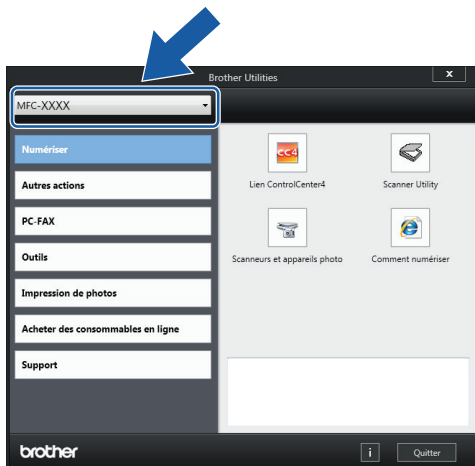 Brother Utilities
X
MFC-XXXX
Numériser
Autres actions
PC-FAX
Outils
Impression de photos
Acheter des consommables en ligne
Support
CC4
Lien ControlCenter4
Scanner Utility
Scanneurs et appareils photo
Comment numériser
brother
i
Quitter